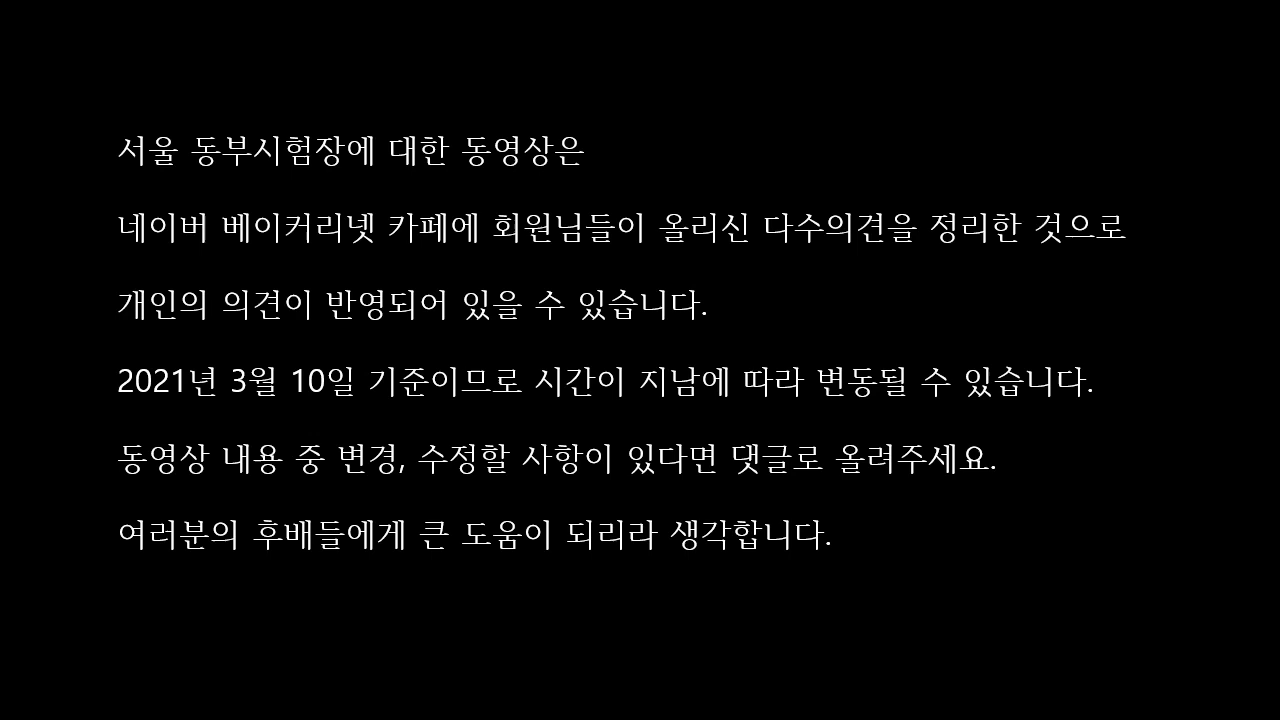 서울 동부시험장에 대한 동영상은
네이버 베이커리넷 카페에 회원님들이 올리신 다수의견을 정리한 것으로
개인의 의견이 반영되어 있을 수 있습니다.
2021년 3월 10일 기준이므로 시간이 지남에 따라 변동될 수 있습니다.
동영상 내용 중 변경, 수정할 사항이 있다면 댓글로 올려주세요.
여러분의 후배들에게 큰 도움이 되리라 생각합니다.